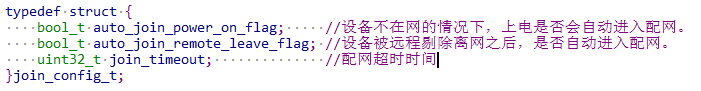 typedef struct {
    bool_t auto_join_power_on_flag;     //设备不在网的情况下，上电是否会自动进入配网。
    bool_t auto_join_remote_leave_flag; //设备被远程剔除离网之后，是否自动进入配网。
    uint32_t join_timeout;              //配网超时时间
}join_config_t;